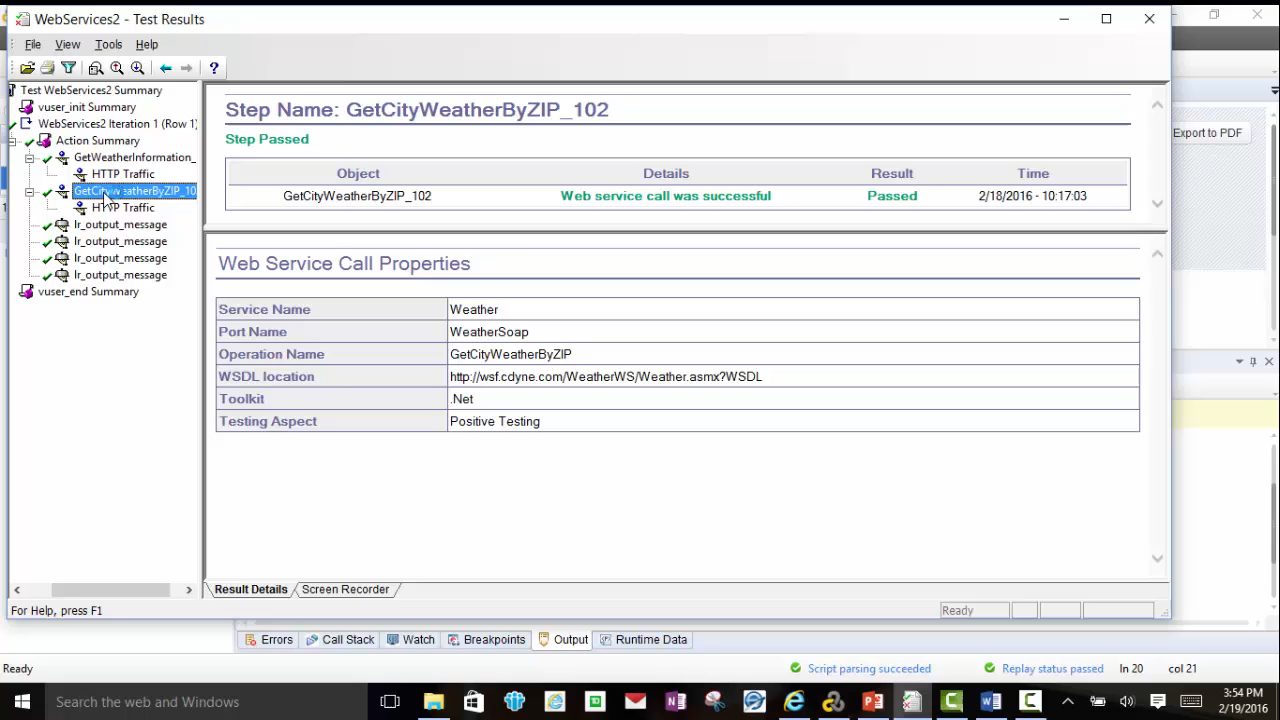 WebServices2 - Test Results
File View Tools Help
?
Test WebServices2 Summary
vuser_init Summary
WebServices2 Iteration 1 (Row 1)
Action Summary
GetWeatherInformation_
HTTP Traffic
GetCityWeatherByZIP_10
HTTP Traffic
lr_output_message
lr_output_message
lr_output_message
lr_output_message
vuser_end Summary
Step Name: GetCityWeatherByZIP_102
Step Passed
Object Details Result Time
GetCityWeatherByZIP_102 Web service call was successful Passed 2/18/2016 - 10:17:03
Web Service Call Properties
Service Name Weather
Port Name WeatherSoap
Operation Name GetCityWeatherByZIP
WSDL location http://wsf.cdyne.com/WeatherWS/Weather.asmx?WSDL
Toolkit .Net
Testing Aspect Positive Testing
Result Details Screen Recorder
For Help, press F1
Ready
Export to PDF
Errors Call Stack Watch Breakpoints Output Runtime Data
Ready Script parsing succeeded Replay status passed ln 20 col 21
Search the web and Windows
3:54 PM
2/19/2016